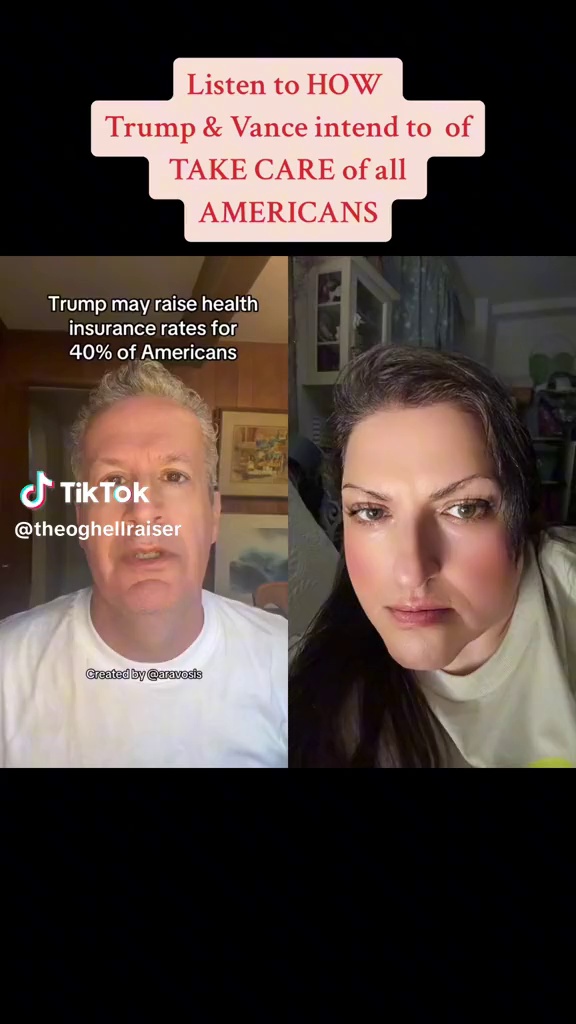 Listen to HOW
Trump & Vance intend to of
TAKE CARE of all
AMERICANS
Trump may raise health
insurance rates for
40% of Americans
TikTok
@theoghellraiser
Created by @aravosis